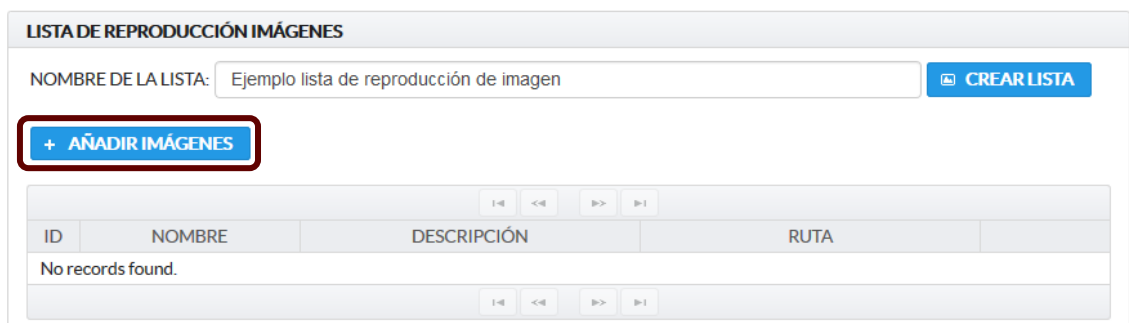 LISTA DE REPRODUCCIÓN IMÁGENES
NOMBRE DE LA LISTA: Ejemplo lista de reproducción de imagen CREAR LISTA
+ AÑADIR IMÁGENES
ID NOMBRE DESCRIPCIÓN RUTA
No records found.